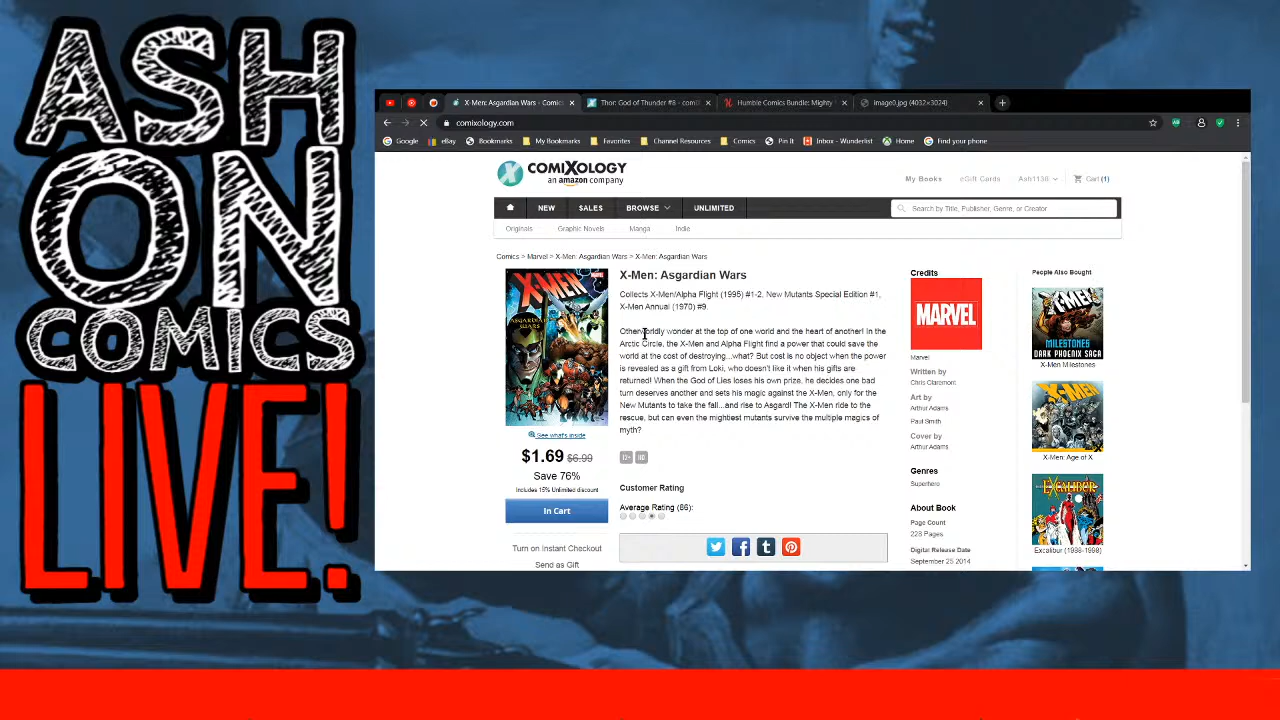 ASH
ON
COMICS
LIVE!
X-Men: Asgardian Wars - Comics
Thor: God of Thunder #8 - comi
Humble Comics Bundle: Mighty
image0.jpg (4032×3024)
comixology.com
Google
eBay
Bookmarks
My Bookmarks
Favorites
Channel Resources
Comics
Pin It
Inbox - Wunderlist
Home
Find your phone
COMIXOLOGY
an amazon company
My Books
eGift Cards
Ash1138
Cart (1)
NEW
SALES
BROWSE
UNLIMITED
Search by Title, Publisher, Genre, or Creator
Originals
Graphic Novels
Manga
Indie
Comics > Marvel > X-Men: Asgardian Wars > X-Men: Asgardian Wars
X-MEN
ASGARDIAN
WARS
See what's inside
$1.69 $6.99
Save 76%
Includes 15% Unlimited discount
In Cart
Turn on Instant Checkout
Send as Gift
X-Men: Asgardian Wars
Collects X-Men/Alpha Flight (1995) #1-2, New Mutants Special Edition #1,
X-Men Annual (1970) #9.
Otherworldly wonder at the top of one world and the heart of another! In the
Arctic Circle, the X-Men and Alpha Flight find a power that could save the
world at the cost of destroying...what? But cost is no object when the power
is revealed as a gift from Loki, who doesn't like it when his gifts are
returned! When the God of Lies loses his own prize, he decides one bad
turn deserves another and sets his magic against the X-Men, only for the
New Mutants to take the fall...and rise to Asgard! The X-Men ride to the
rescue, but can even the mightiest mutants survive the multiple magics of
myth?
12+
HD
Customer Rating
Average Rating (86):
Credits
MARVEL
Marvel
Written by
Chris Claremont
Art by
Arthur Adams
Paul Smith
Cover by
Arthur Adams
Genres
Superhero
About Book
Page Count
228 Pages
Digital Release Date
September 25 2014
People Also Bought
X-MEN
MILESTONES
DARK PHOENIX SAGA
X-Men Milestones
X-MEN
X-Men: Age of X
EXCALIBUR
Excalibur (1988-1998)